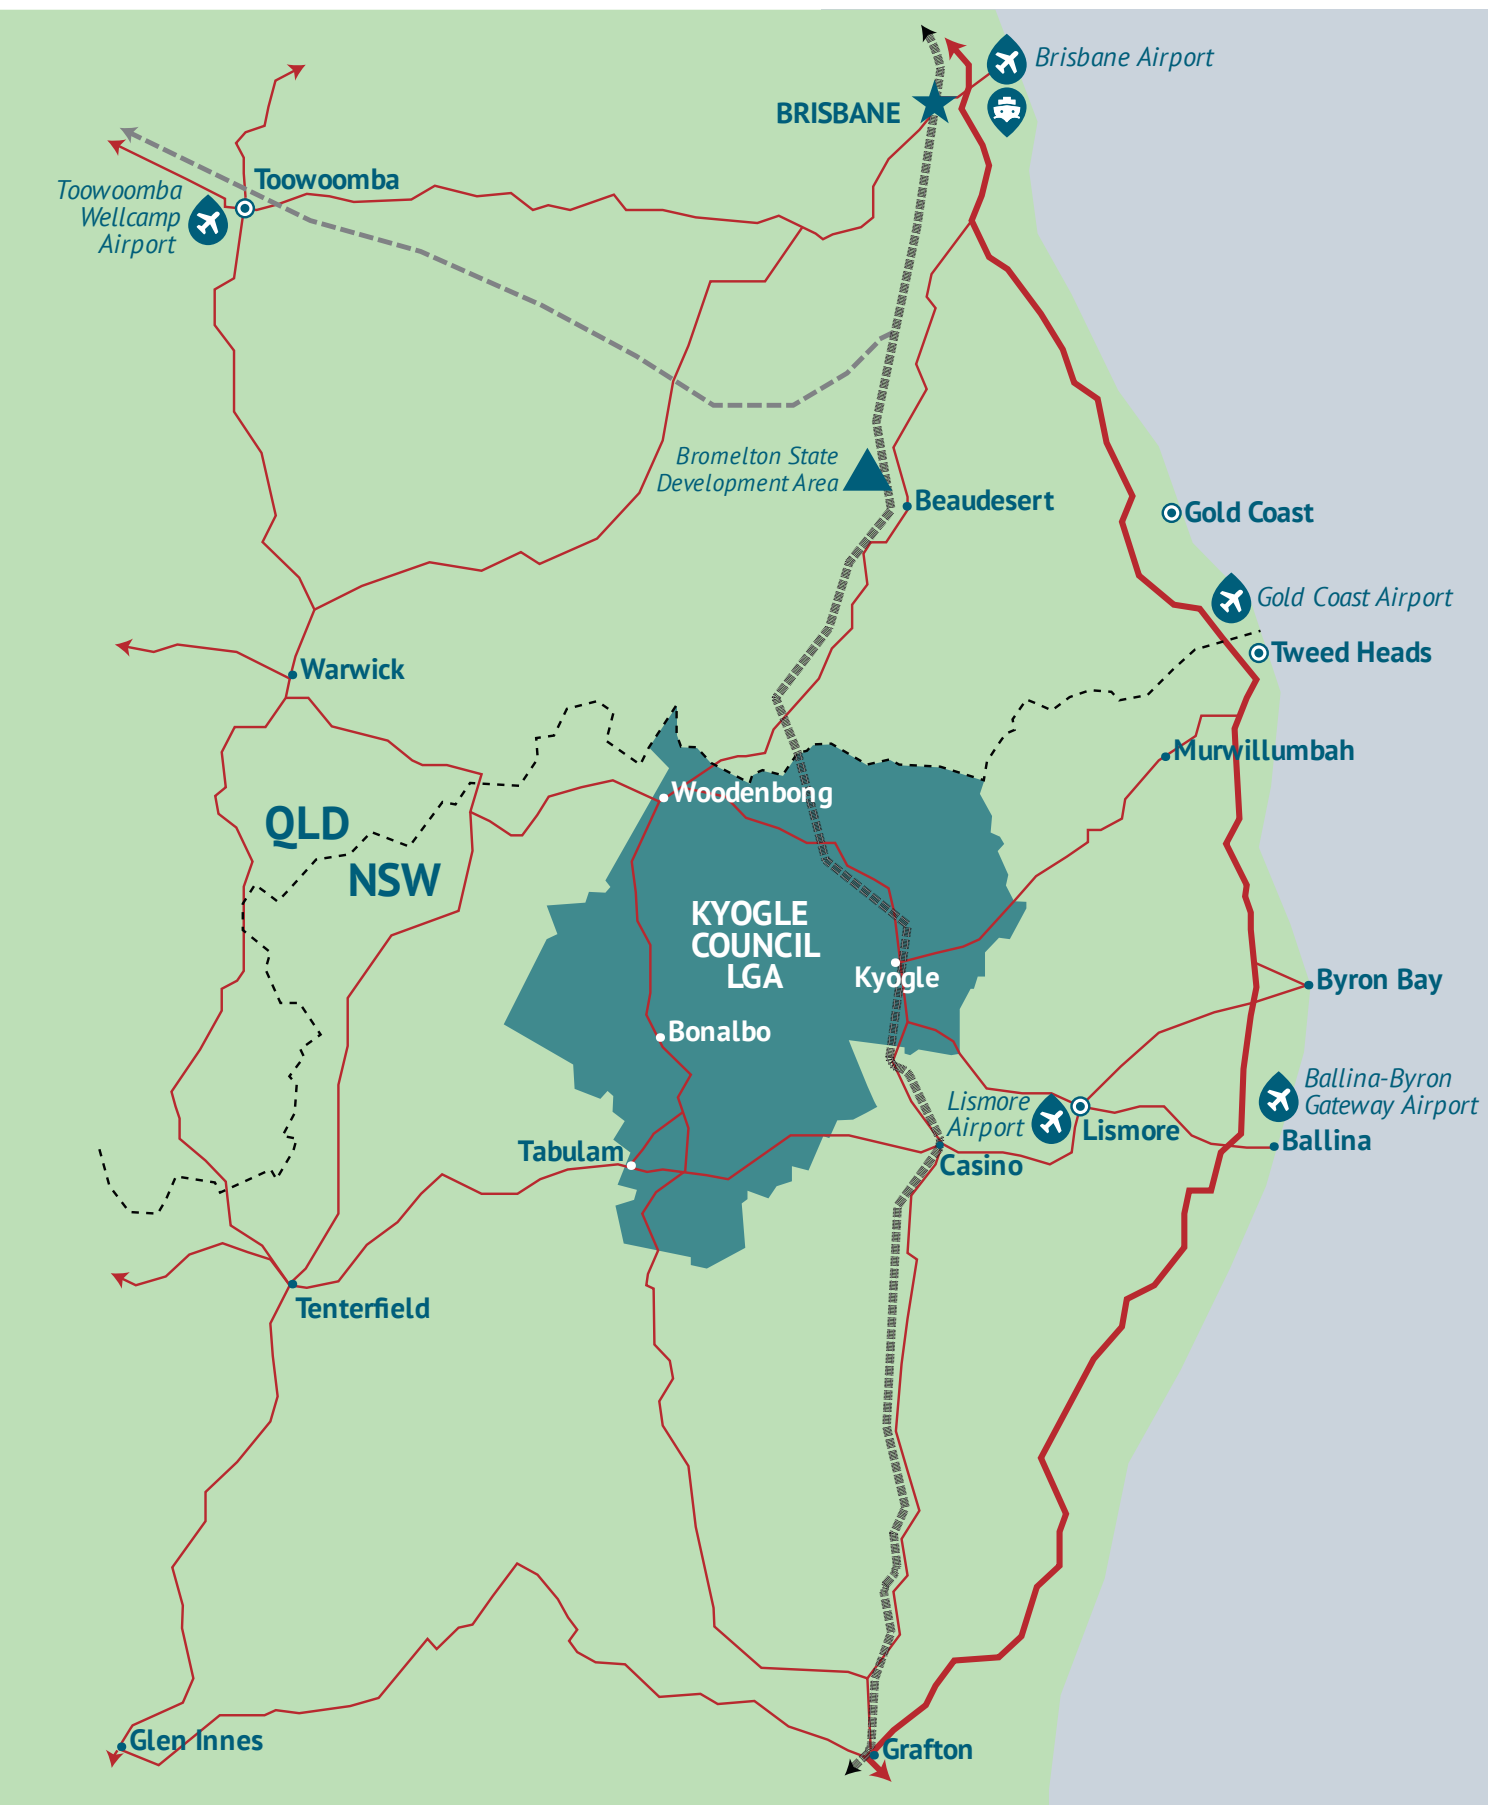 Brisbane Airport
BRISBANE
Toowoomba
Toowoomba
Wellcamp
Airport
Bromelton State
Development Area
Beaudesert
Gold Coast
Gold Coast Airport
Tweed Heads
Warwick
Murwillumbah
Woodenbong
QLD
NSW
KYOGLE
COUNCIL
LGA
Kyogle
Byron Bay
Bonalbo
Ballina-Byron
Gateway Airport
Lismore
Airport
Lismore
Ballina
Tabulam
Casino
Tenterfield
Glen Innes
Grafton